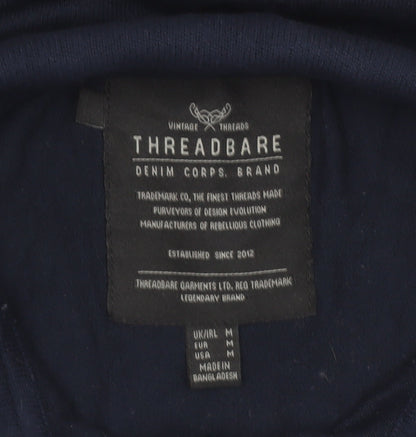 VINTAGE THREADS
THREADBARE
DENIM CORPS. BRAND
TRADEMARK CO, THE FINEST THREADS MADE
PURVEYORS OF DESIGN EVOLUTION
MANUFACTURERS OF REBELLIOUS CLOTHING
ESTABLISHED SINCE 2012
THREADBARE GARMENTS LTD. REG TRADEMARK
LEGENDARY BRAND
UK/IRL M
EUR M
USA M
MADE IN
BANGLADESH